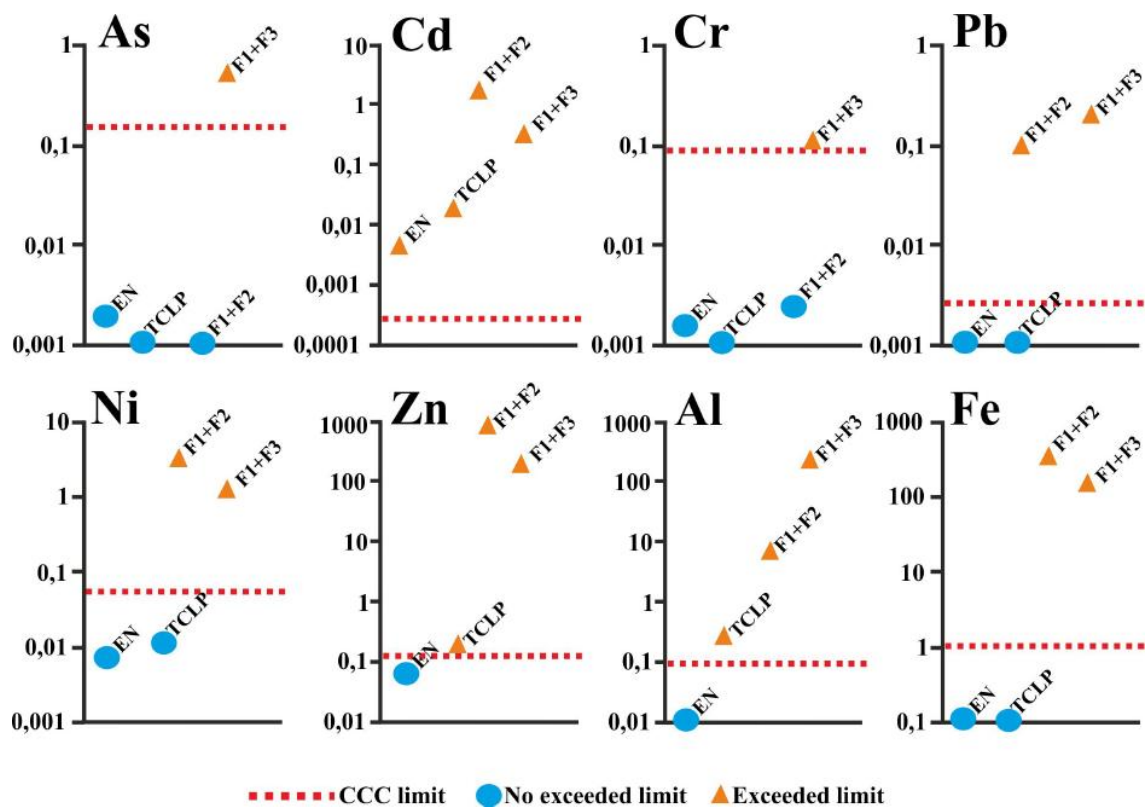 As
1
0,1
0,01
0,001
EN
TCLP
F1+F2
F1+F3
Cd
10
1
0,1
0,01
0,001
0,0001
EN
TCLP
F1+F2
F1+F3
Cr
1
0,1
0,01
0,001
EN
TCLP
F1+F2
F1+F3
Pb
1
0,1
0,01
0,001
EN
TCLP
F1+F2
F1+F3
Ni
10
1
0,1
0,01
0,001
EN
TCLP
F1+F2
F1+F3
Zn
1000
100
10
1
0,1
0,01
EN
TCLP
F1+F2
F1+F3
Al
1000
100
10
1
0,1
0,01
EN
TCLP
F1+F2
F1+F3
Fe
1000
100
10
1
0,1
EN
TCLP
F1+F2
F1+F3
CCC limit No exceeded limit Exceeded limit